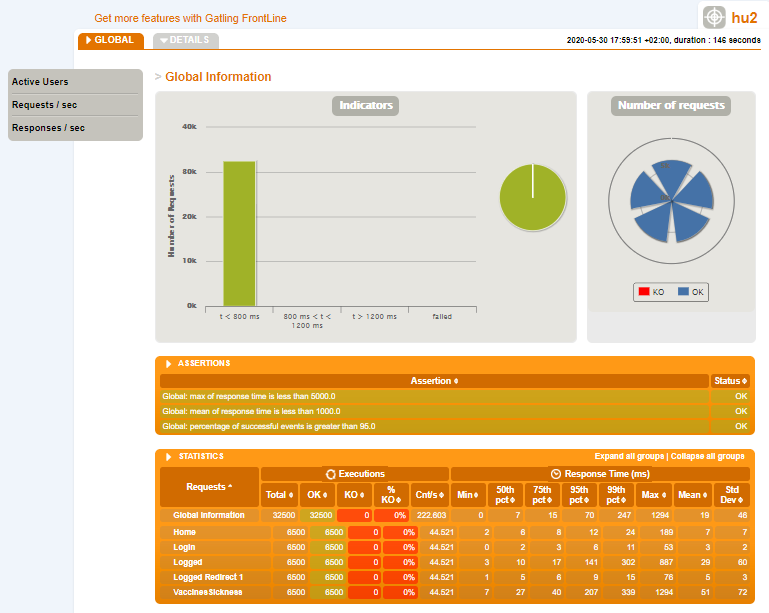 Get more features with Gatling FrontLine
hu2
GLOBAL
DETAILS
2020-05-30 17:59:51 +02:00, duration : 146 seconds
Active Users
Requests / sec
Responses / sec
> Global Information
Indicators
Number of Requests
40k
30k
20k
10k
0k
t < 800 ms
800 ms < t <
1200 ms
t > 1200 ms
failed
Number of requests
KO
OK
ASSERTIONS
Assertion
Status
Global: max of response time is less than 5000.0 OK
Global: mean of response time is less than 1000.0 OK
Global: percentage of successful events is greater than 95.0 OK
STATISTICS
Expand all groups | Collapse all groups
Requests
Executions
Response Time (ms)
Total OK KO % KO Cnt/s Min 50th pct 75th pct 95th pct 99th pct Max Mean Std Dev
Global Information 32500 32500 0 0% 222.603 0 7 15 70 247 1294 19 46
Home 6500 6500 0 0% 44.521 2 6 8 12 24 189 7 7
Login 6500 6500 0 0% 44.521 0 2 3 6 11 53 3 2
Logged 6500 6500 0 0% 44.521 3 10 17 141 302 887 29 60
Logged Redirect 1 6500 6500 0 0% 44.521 1 5 6 9 15 76 5 3
VaccinesSickness 6500 6500 0 0% 44.521 7 27 40 207 339 1294 51 72